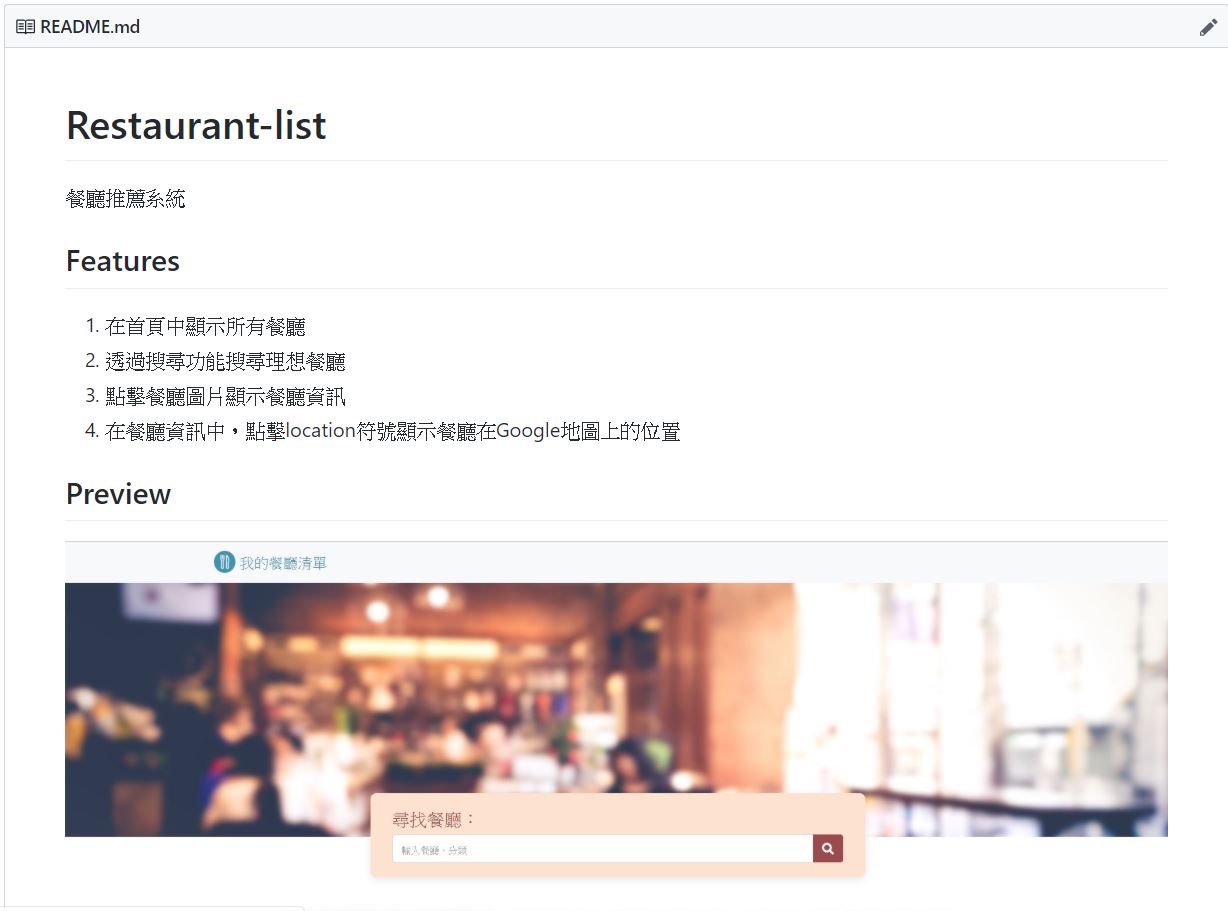 README.md
Restaurant-list
餐廳推薦系統
Features
1. 在首頁中顯示所有餐廳
2. 透過搜尋功能搜尋理想餐廳
3. 點擊餐廳圖片顯示餐廳資訊
4. 在餐廳資訊中，點擊location符號顯示餐廳在Google地圖上的位置
Preview
我的餐廳清單
尋找餐廳：
輸入餐廳、分類